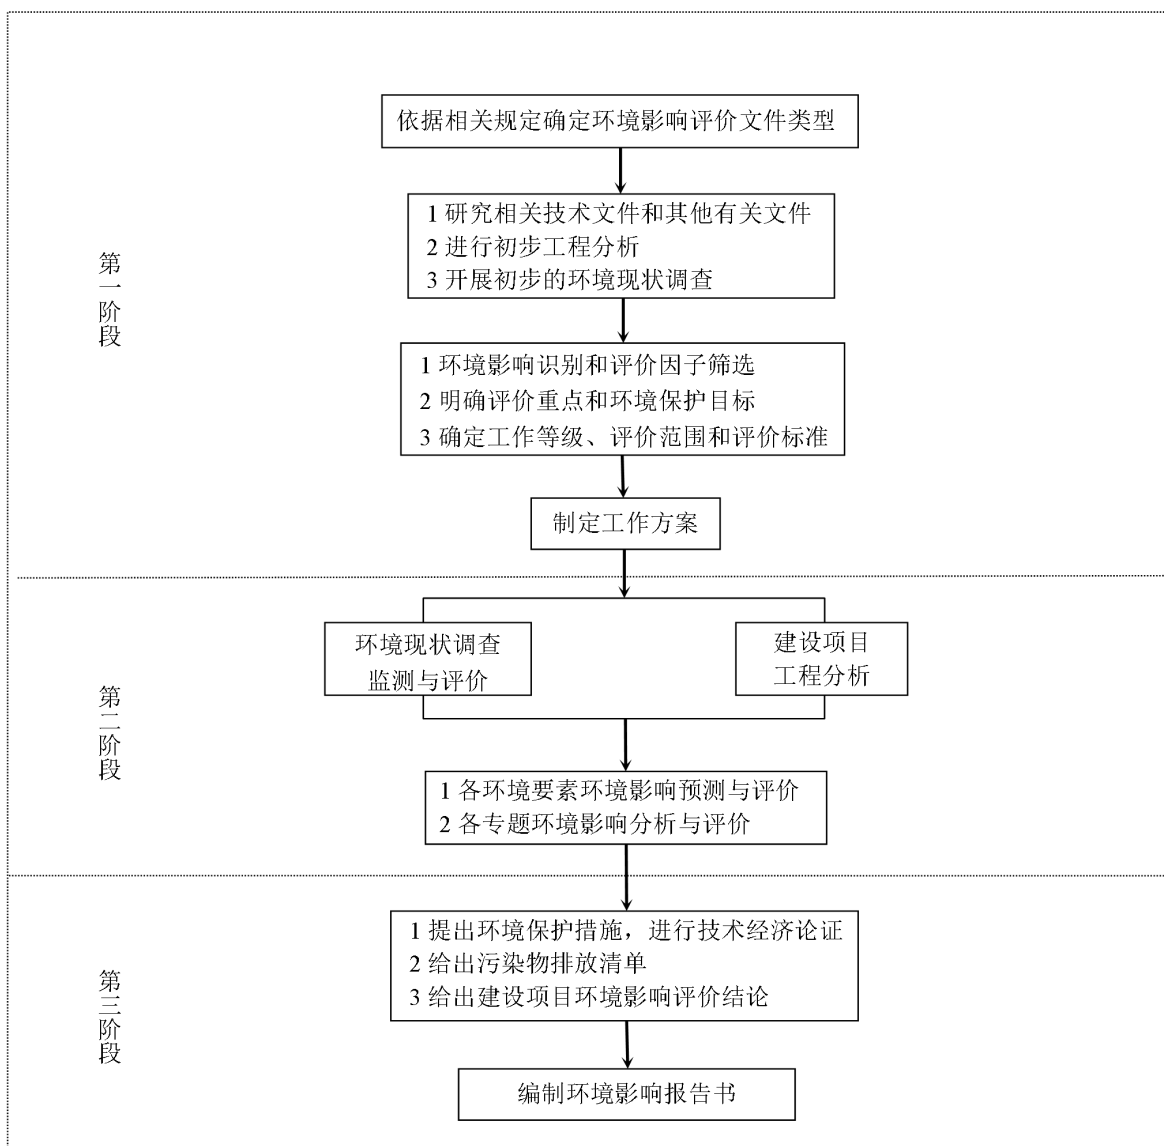 依据相关规定确定环境影响评价文件类型
1 研究相关技术文件和其他有关文件
2 进行初步工程分析
3 开展初步的环境现状调查
第一阶段
1 环境影响识别和评价因子筛选
2 明确评价重点和环境保护目标
3 确定工作等级、评价范围和评价标准
制定工作方案
环境现状调查
监测与评价
建设项目
工程分析
第二阶段
1 各环境要素环境影响预测与评价
2 各专题环境影响分析与评价
1 提出环境保护措施，进行技术经济论证
2 给出污染物排放清单
3 给出建设项目环境影响评价结论
第三阶段
编制环境影响报告书